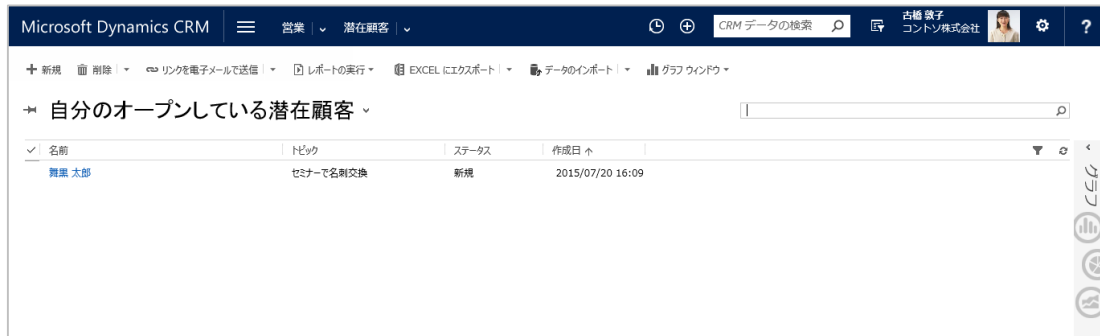 Microsoft Dynamics CRM 営業 潜在顧客 CRM データの検索 古橋 敦子 ?
コントソ株式会社
新規 削除 リンクを電子メールで送信 レポートの実行 EXCEL にエクスポート データのインポート グラフ ウィンドウ
自分のオープンしている潜在顧客
名前 トピック ステータス 作成日
舞黒 太郎 セミナーで名刺交換 新規 2015/07/20 16:09
グラフ